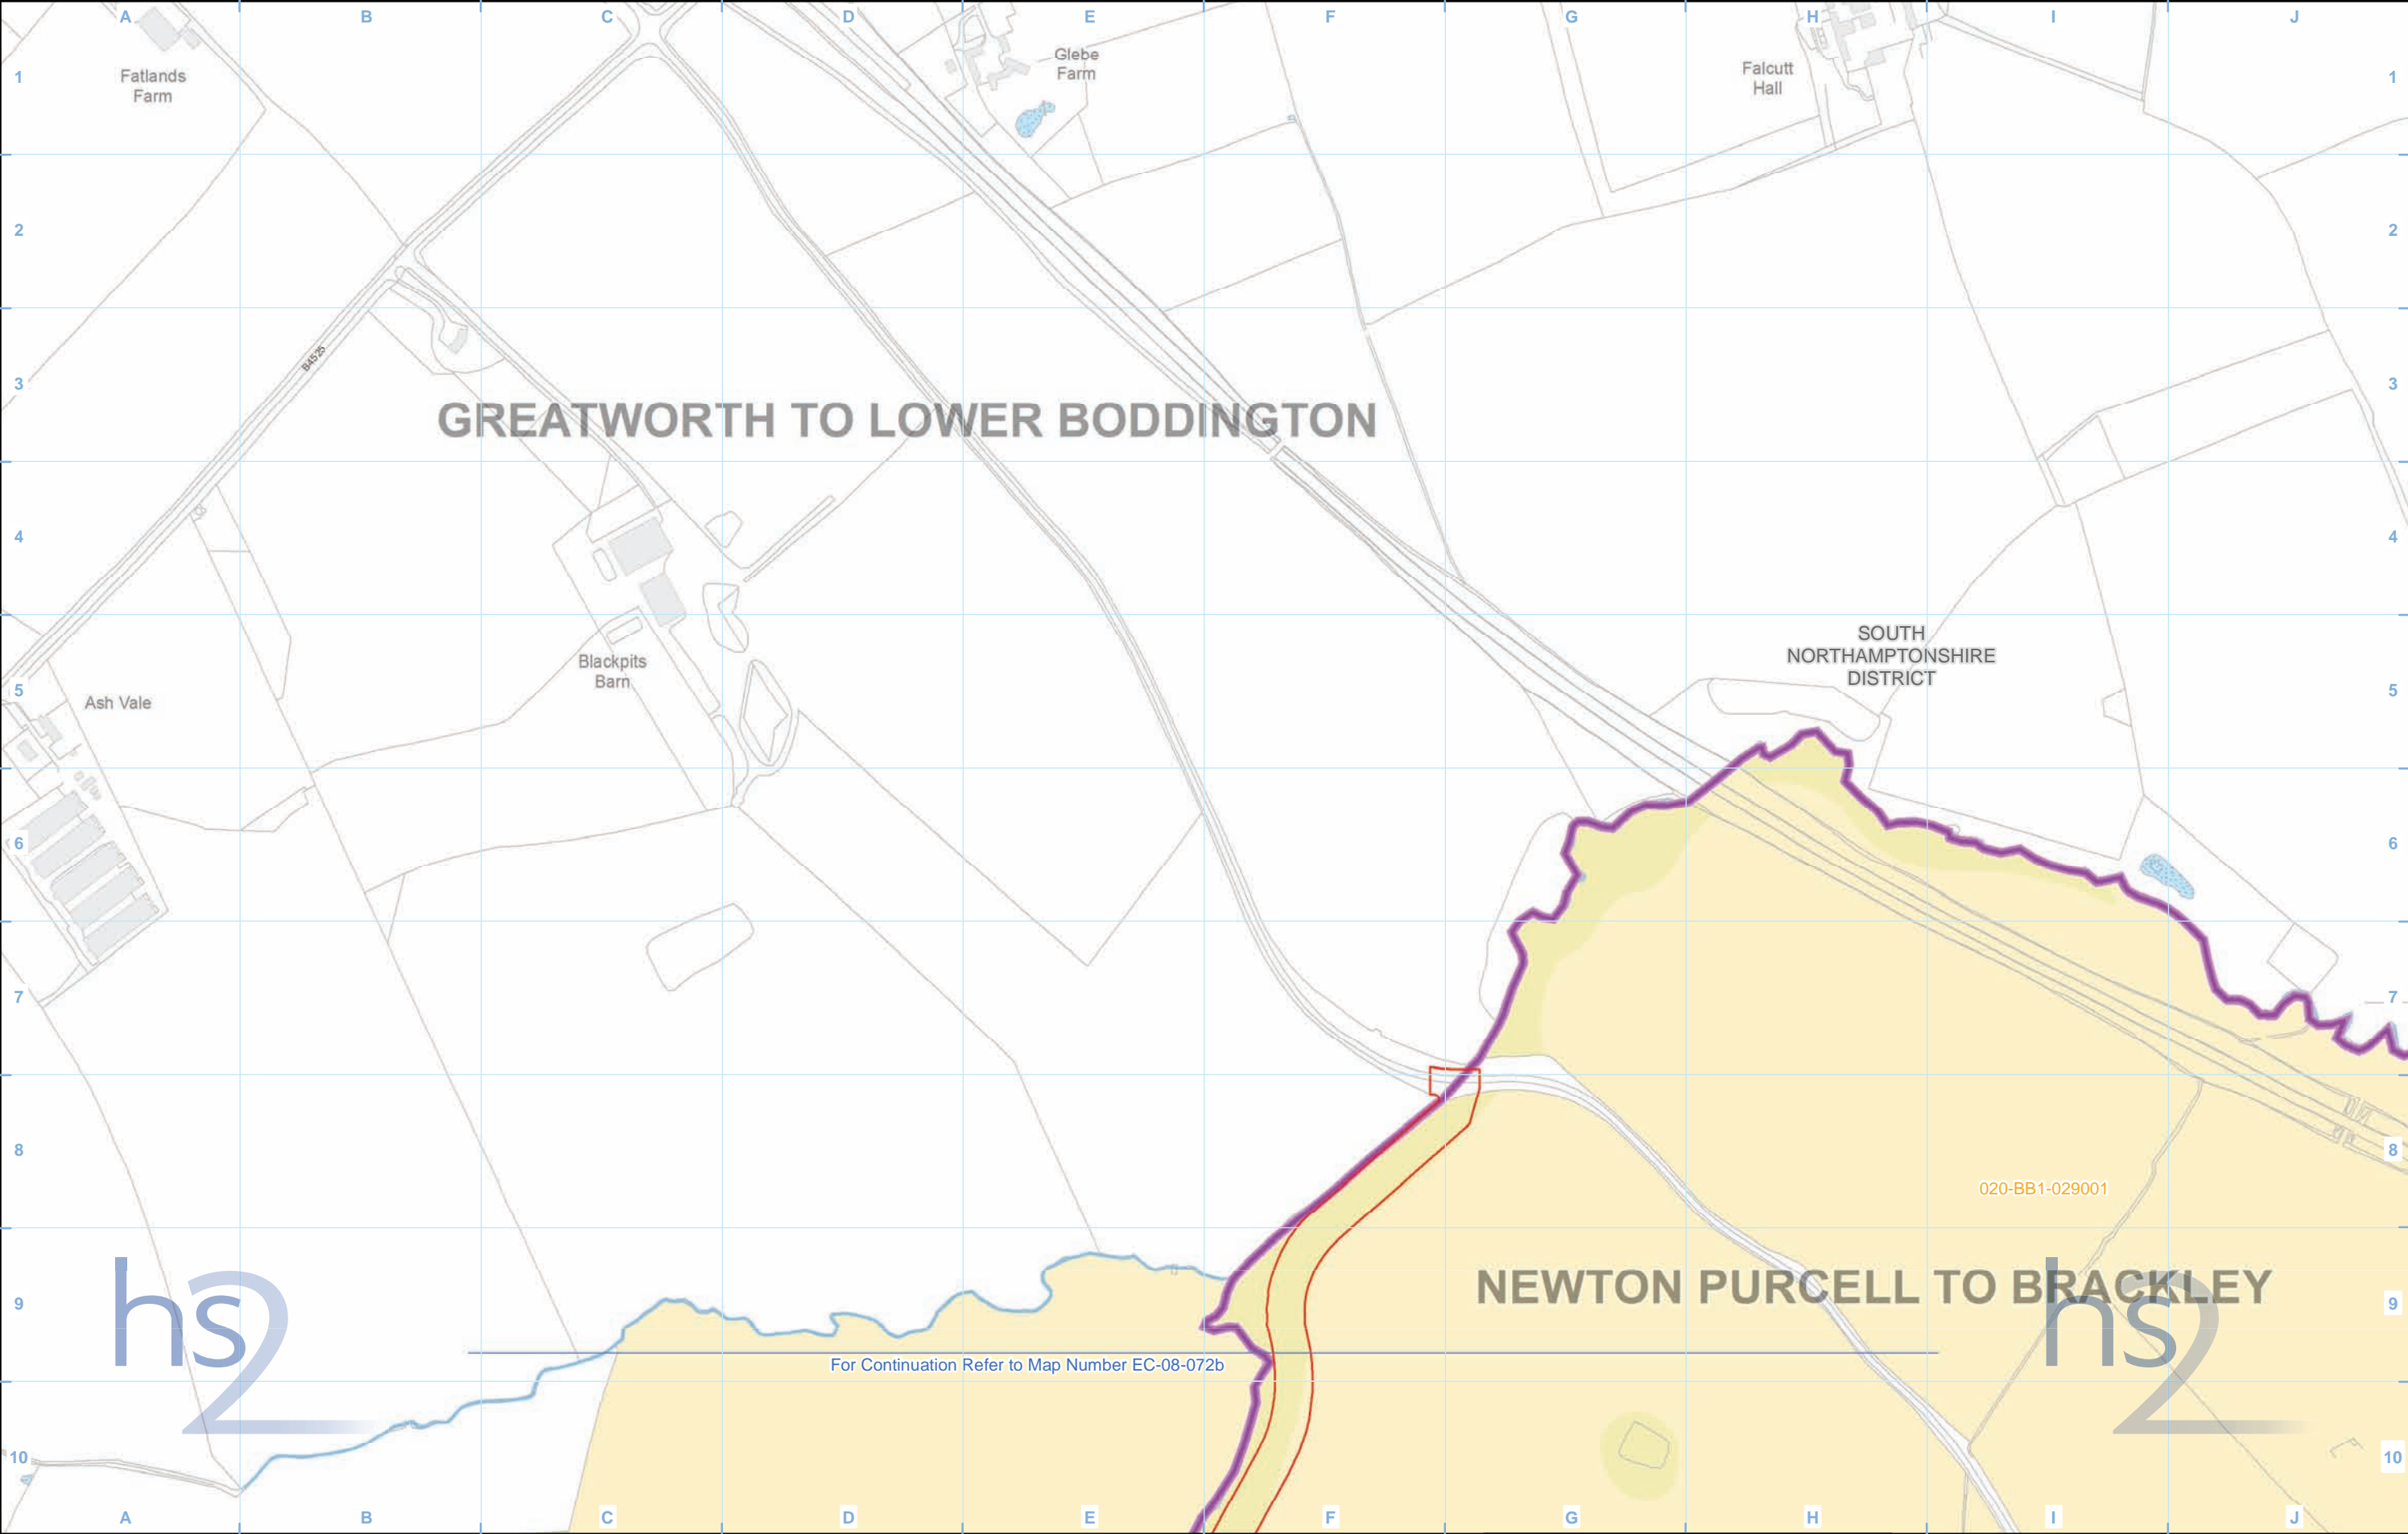 A B C D E F G H I J
1 Fatlands Farm Glebe Farm Falcutt Hall 1
2 2
B4525
3 3
GREATWORTH TO LOWER BODDINGTON
4 4
SOUTH
NORTHAMPTONSHIRE
DISTRICT
Blackpits
Barn
5 5
Ash Vale
6 6
7 7
8 8
020-BB1-029001
NEWTON PURCELL TO BRACKLEY
9 9
hs2 hs2
For Continuation Refer to Map Number EC-08-072b
10 10
A B C D E F G H I J